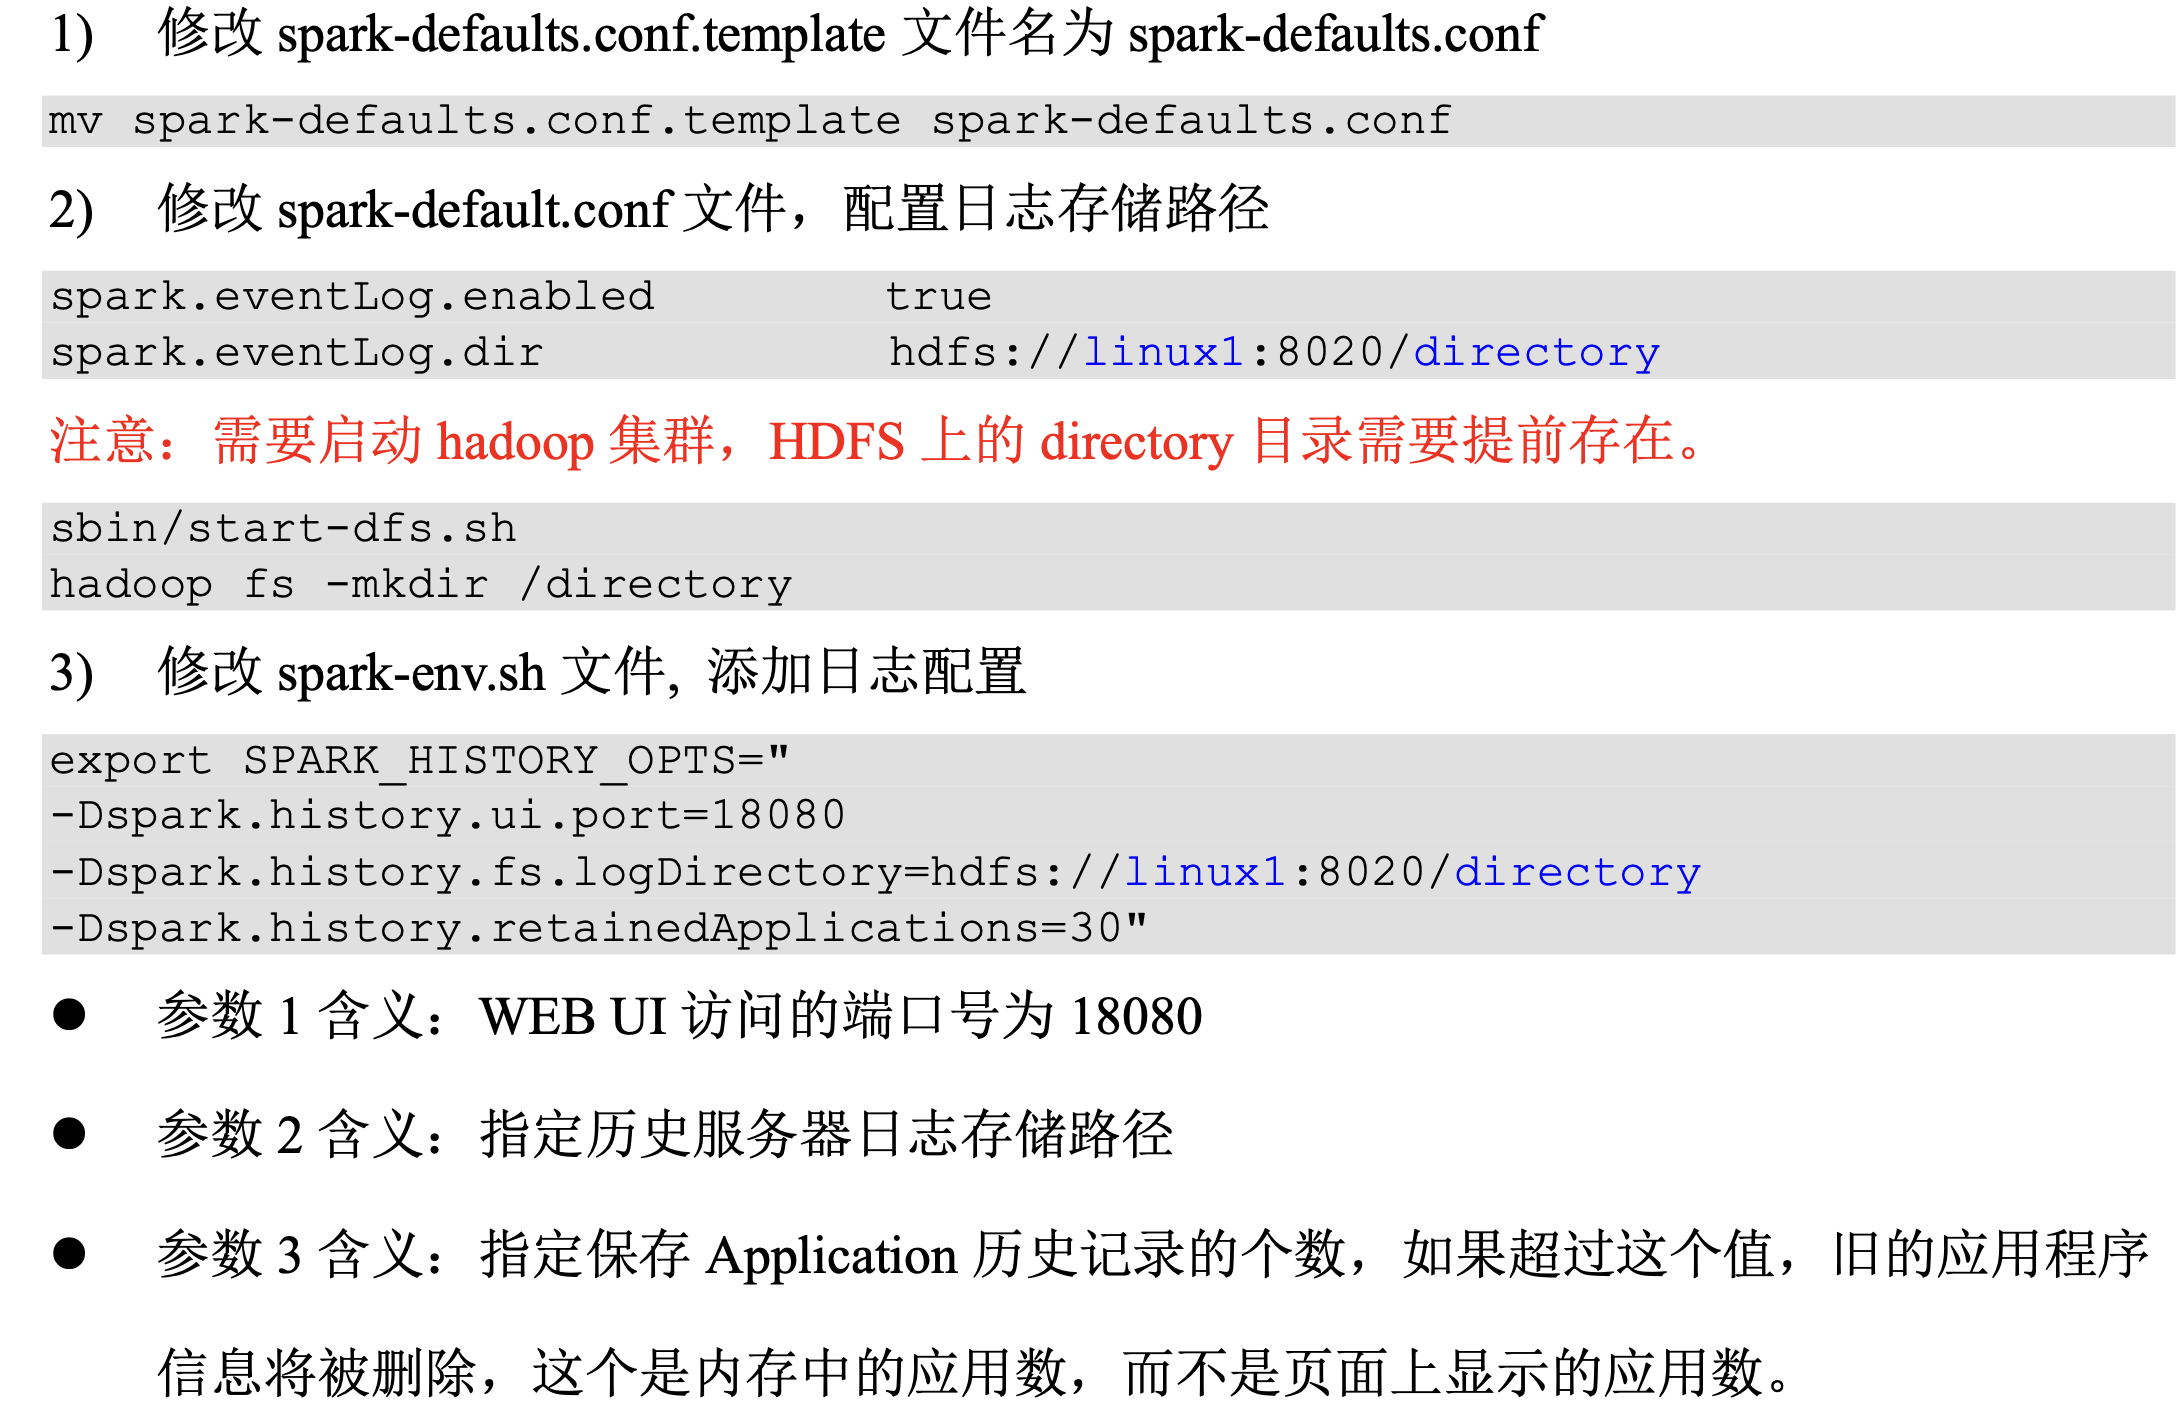 1) 修改 spark-defaults.conf.template 文件名为 spark-defaults.conf
mv spark-defaults.conf.template spark-defaults.conf
2) 修改 spark-default.conf 文件，配置日志存储路径
spark.eventLog.enabled true
spark.eventLog.dir hdfs://linux1:8020/directory
注意：需要启动 hadoop 集群，HDFS 上的 directory 目录需要提前存在。
sbin/start-dfs.sh
hadoop fs -mkdir /directory
3) 修改 spark-env.sh 文件, 添加日志配置
export SPARK_HISTORY_OPTS="
-Dspark.history.ui.port=18080
-Dspark.history.fs.logDirectory=hdfs://linux1:8020/directory
-Dspark.history.retainedApplications=30"
● 参数 1 含义：WEB UI 访问的端口号为 18080
● 参数 2 含义：指定历史服务器日志存储路径
● 参数 3 含义：指定保存 Application 历史记录的个数，如果超过这个值，旧的应用程序
信息将被删除，这个是内存中的应用数，而不是页面上显示的应用数。